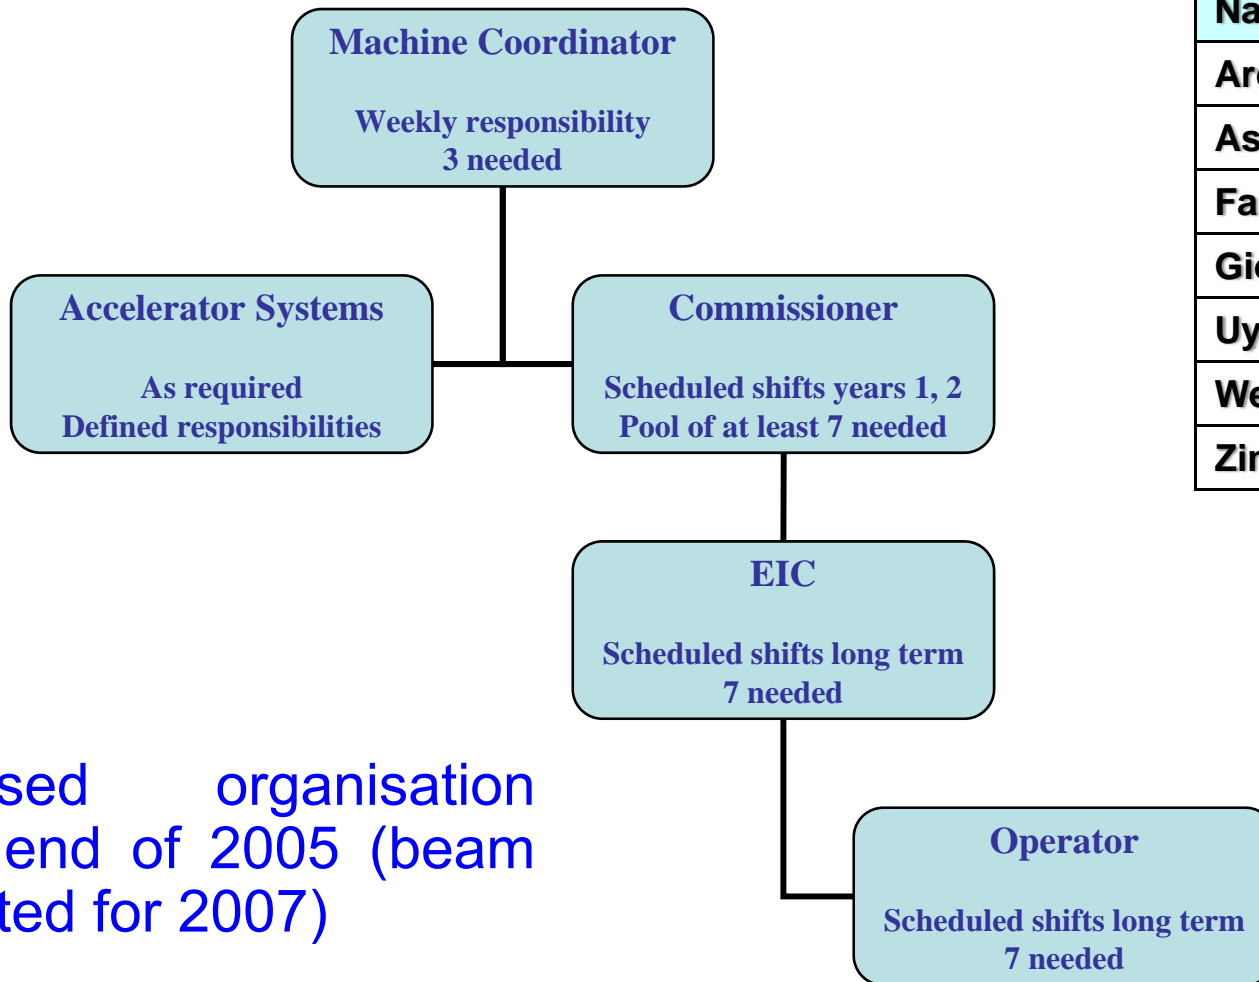 Machine Coordinator
Weekly responsibility
3 needed
Accelerator Systems
As required
Defined responsibilities
Commissioner
Scheduled shifts years 1, 2
Pool of at least 7 needed
EIC
Scheduled shifts long term
7 needed
Operator
Scheduled shifts long term
7 needed
organisation
end of 2005 (beam
for 2007)